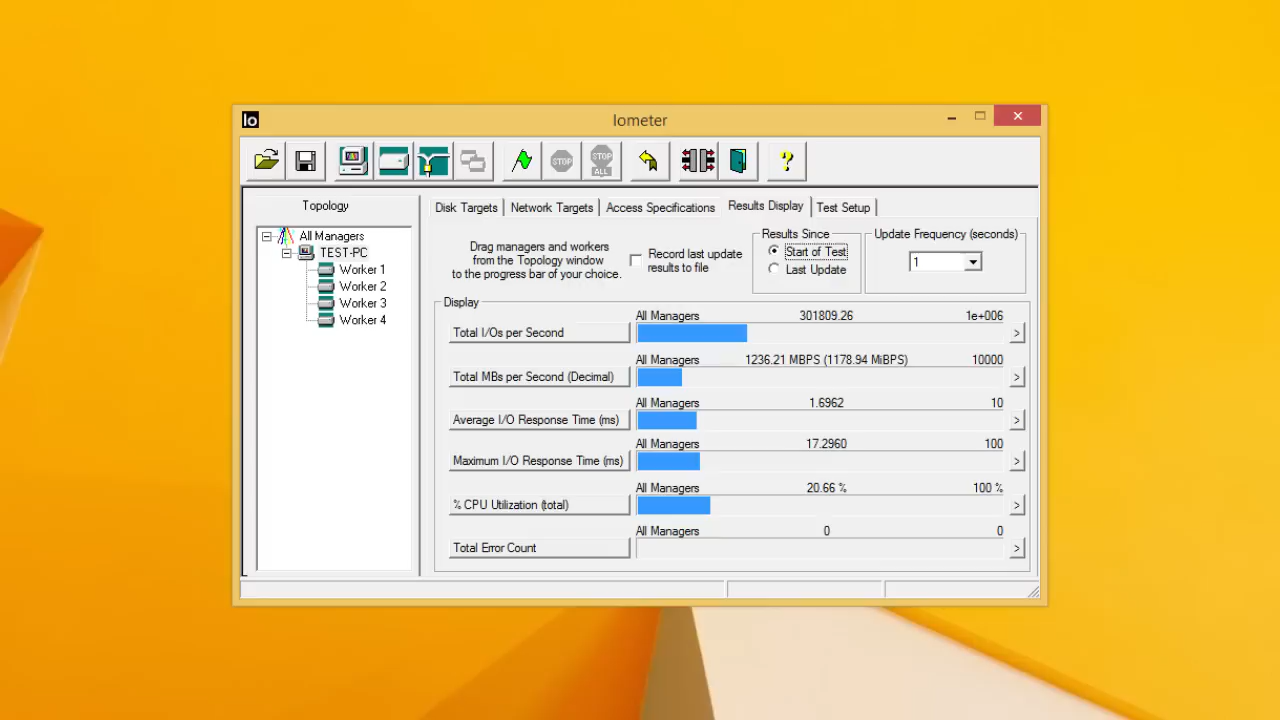 Io
Iometer
STOP
STOP
ALL
?
Topology
All Managers
TEST-PC
Worker 1
Worker 2
Worker 3
Worker 4
Disk Targets
Network Targets
Access Specifications
Results Display
Test Setup
Drag managers and workers
from the Topology window
to the progress bar of your choice.
Record last update
results to file
Results Since
Start of Test
Last Update
Update Frequency (seconds)
1
Display
All Managers 301809.26 1e+006
Total I/Os per Second >
All Managers 1236.21 MBPS (1178.94 MiBPS) 10000
Total MBs per Second (Decimal) >
All Managers 1.6962 10
Average I/O Response Time (ms) >
All Managers 17.2960 100
Maximum I/O Response Time (ms) >
All Managers 20.66 % 100 %
% CPU Utilization (total) >
All Managers 0 0
Total Error Count >